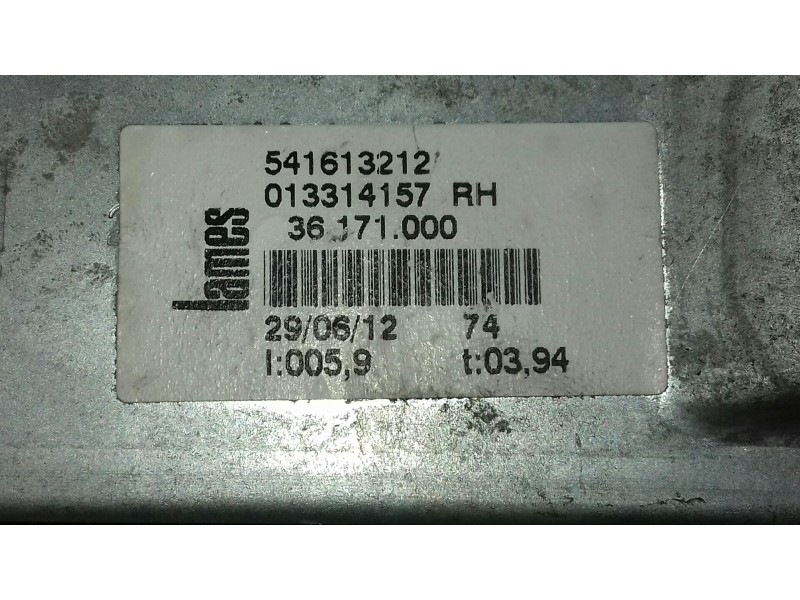 541613212
013314157 RH
36.171.000
lames
29/06/12 74
I:005,9 t:03,94